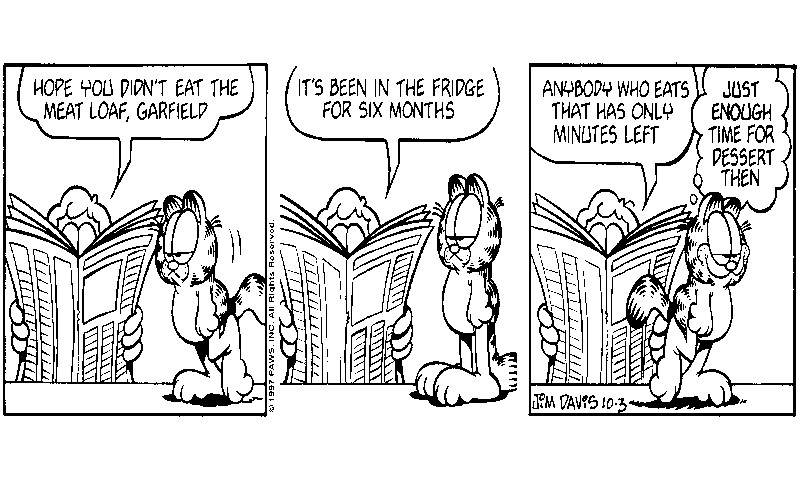 HOPE YOU DIDN'T EAT THE
MEAT LOAF, GARFIELD
IT'S BEEN IN THE FRIDGE
FOR SIX MONTHS
© 1997 PAWS, INC. All Rights Reserved.
ANYBODY WHO EATS
THAT HAS ONLY
MINUTES LEFT
JUST
ENOUGH
TIME FOR
DESSERT
THEN
JIM DAVIS 10-3